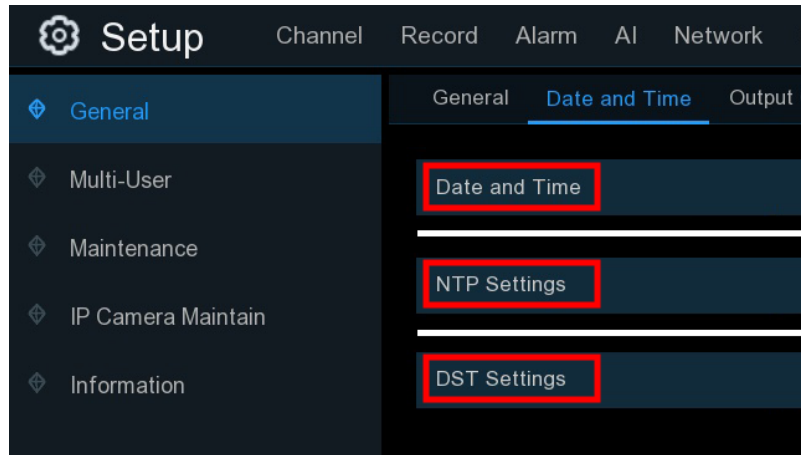 Setup Channel Record Alarm AI Network
General Date and Time Output
General
Multi-User
Maintenance
IP Camera Maintain
Information
Date and Time
NTP Settings
DST Settings